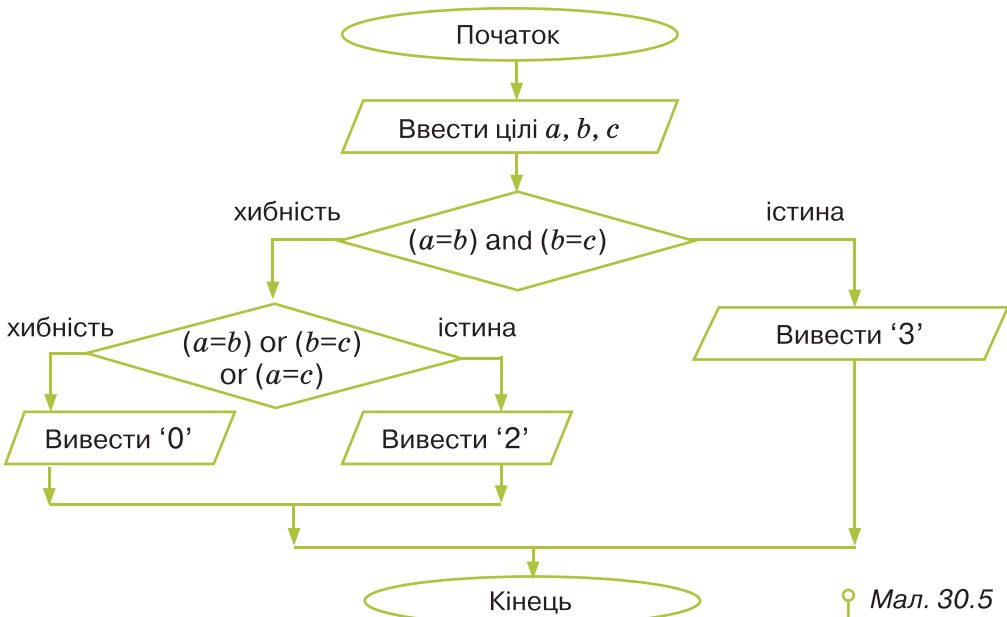 Початок
Ввести цілі a, b, c
хибність
істина
(a=b) and (b=c)
хибність
істина
(a=b) or (b=c)
or (a=c)
Вивести ‘3’
Вивести ‘0’
Вивести ‘2’
Кінець
Мал. 30.5